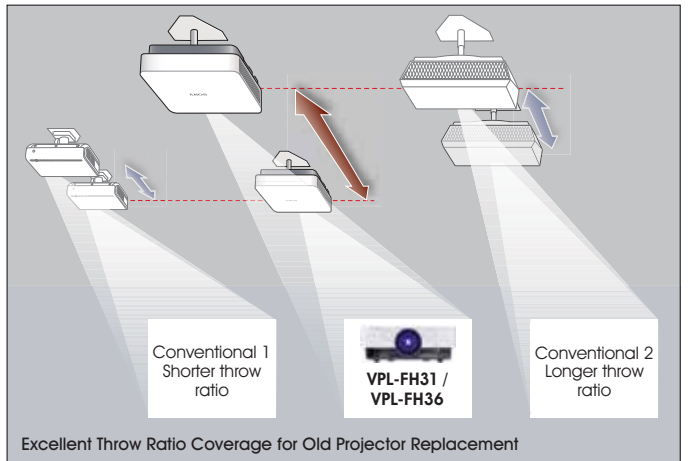 Conventional 1
Shorter throw
ratio
VPL-FH31 /
VPL-FH36
Conventional 2
Longer throw
ratio
Excellent Throw Ratio Coverage for Old Projector Replacement